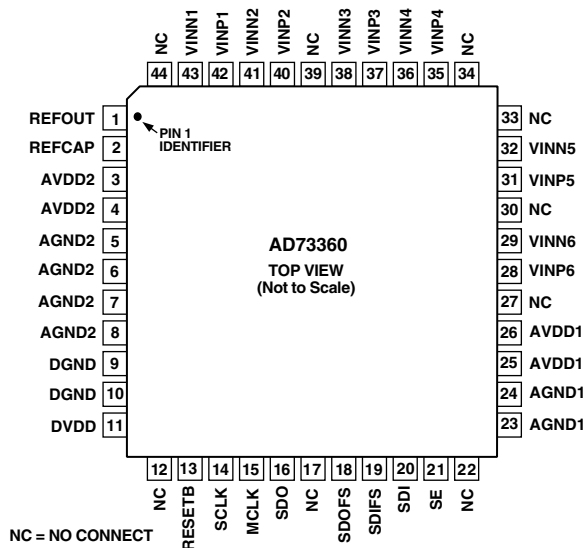 NC
VINN1
VINP1
VINN2
VINP2
NC
VINN3
VINP3
VINN4
VINP4
NC
44 43 42 41 40 39 38 37 36 35 34
REFOUT 1
PIN 1
IDENTIFIER
33 NC
REFCAP 2
32 VINN5
AVDD2 3
31 VINP5
AVDD2 4
30 NC
AGND2 5
AD73360
29 VINN6
AGND2 6
TOP VIEW
(Not to Scale)
28 VINP6
AGND2 7
27 NC
AGND2 8
26 AVDD1
DGND 9
25 AVDD1
DGND 10
24 AGND1
DVDD 11
23 AGND1
12 13 14 15 16 17 18 19 20 21 22
NC
RESETB
SCLK
MCLK
SDO
NC
SDOFS
SDIFS
SDI
SE
NC
NC = NO CONNECT